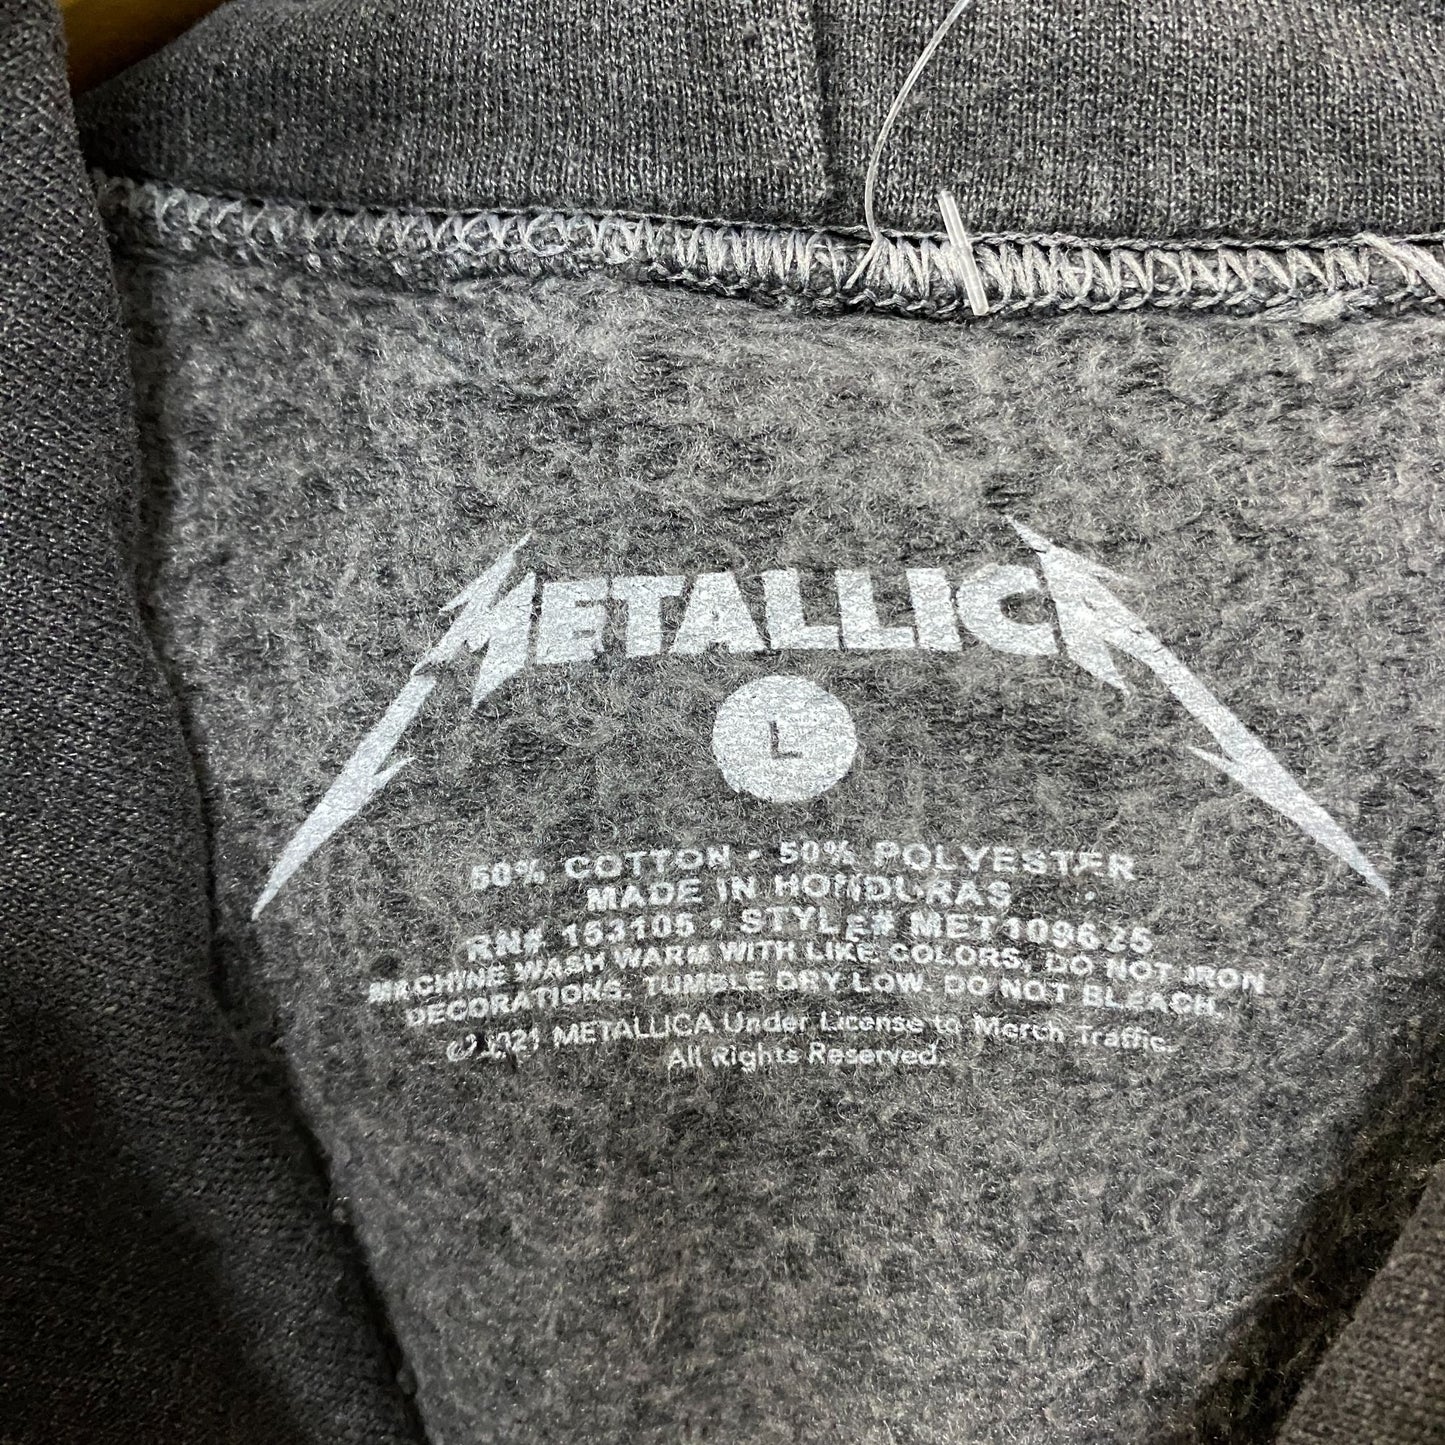 METALLICA
L
50% COTTON • 50% POLYESTER
MADE IN HONDURAS
RN# 153105 • STYLE# MET109625
MACHINE WASH WARM WITH LIKE COLORS, DO NOT IRON
DECORATIONS. TUMBLE DRY LOW. DO NOT BLEACH.
©2021 METALLICA Under License to Merch Traffic.
All Rights Reserved.